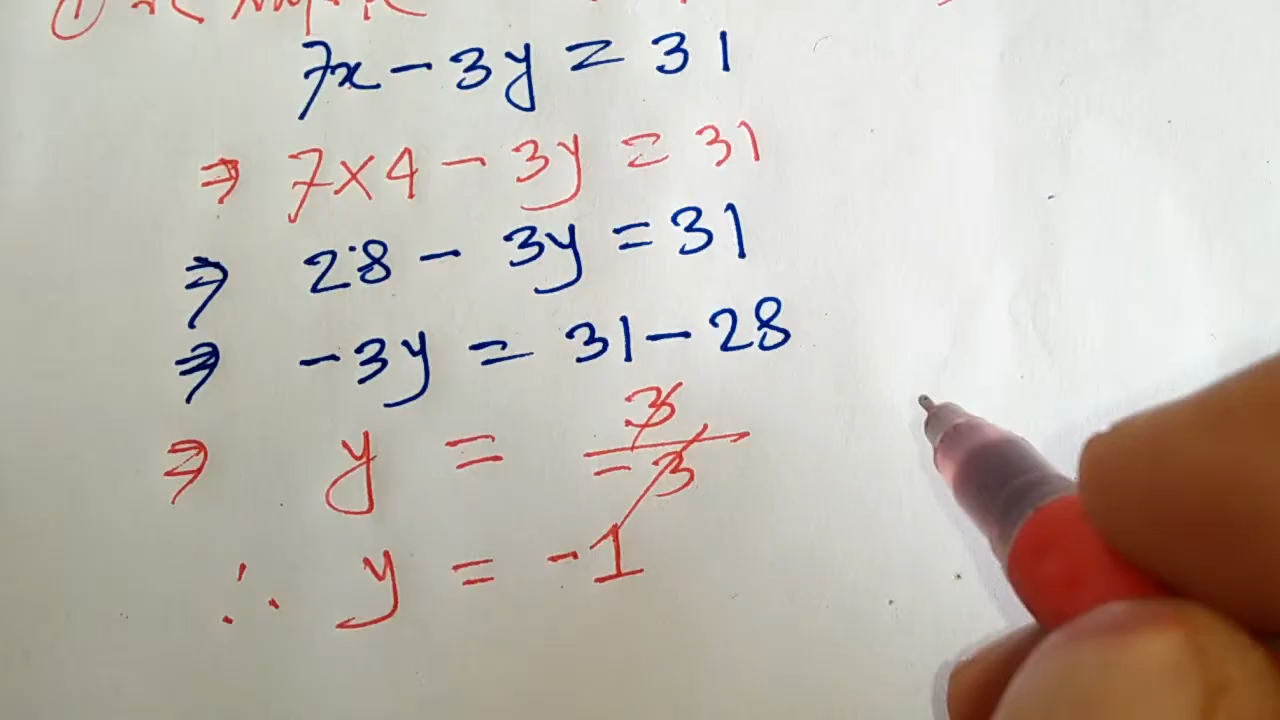 7x - 3y = 31
⇒ 7×4 - 3y = 31
⇒ 28 - 3y = 31
⇒ -3y = 31 - 28
⇒ y = 3/-3
∴ y = -1